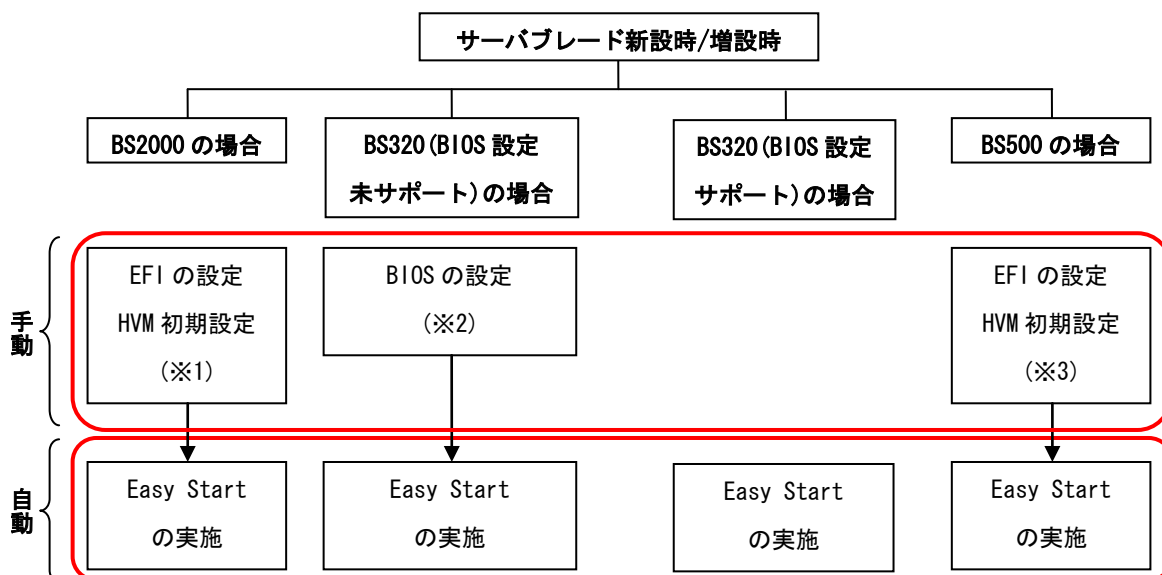 サーバブレード新設時/増設時
BS2000 の場合
BS320(BIOS 設定
未サポート)の場合
BS320(BIOS 設定
サポート)の場合
BS500 の場合
手動
EFI の設定
HVM 初期設定
(※1)
BIOS の設定
(※2)
EFI の設定
HVM 初期設定
(※3)
自動
Easy Start
の実施
Easy Start
の実施
Easy Start
の実施
Easy Start
の実施